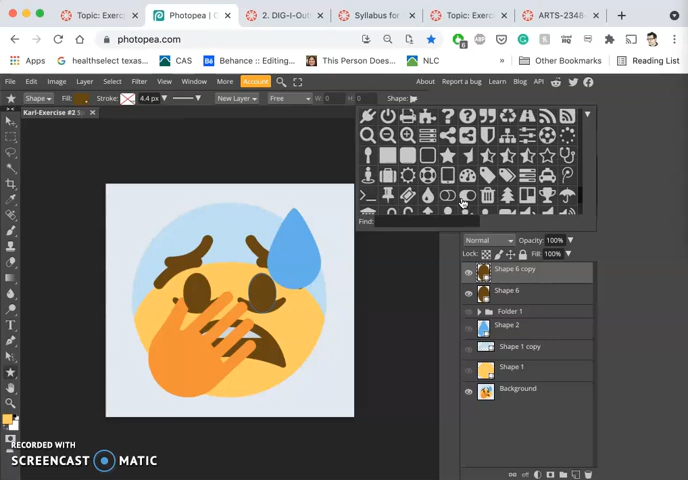 Topic: Exerc
Photopea | C
2. DIG-I-Out
Syllabus for
Topic: Exerc
ARTS-2348-
photopea.com
Apps
healthselect texas...
CAS
Behance :: Editing...
This Person Does...
NLC
Other Bookmarks
Reading List
File Edit Image Layer Select Filter View Window More Account
About Report a bug Learn Blog API
Shape Fill: Stroke: 4.4 px New Layer Free W: 0 H: 0 Shape:
Karl-Exercise #2 S
Find:
Normal Opacity: 100%
Lock: Fill: 100%
Shape 6 copy
Shape 6
Folder 1
Shape 2
Shape 1 copy
Shape 1
Background
RECORDED WITH
SCREENCAST MATIC